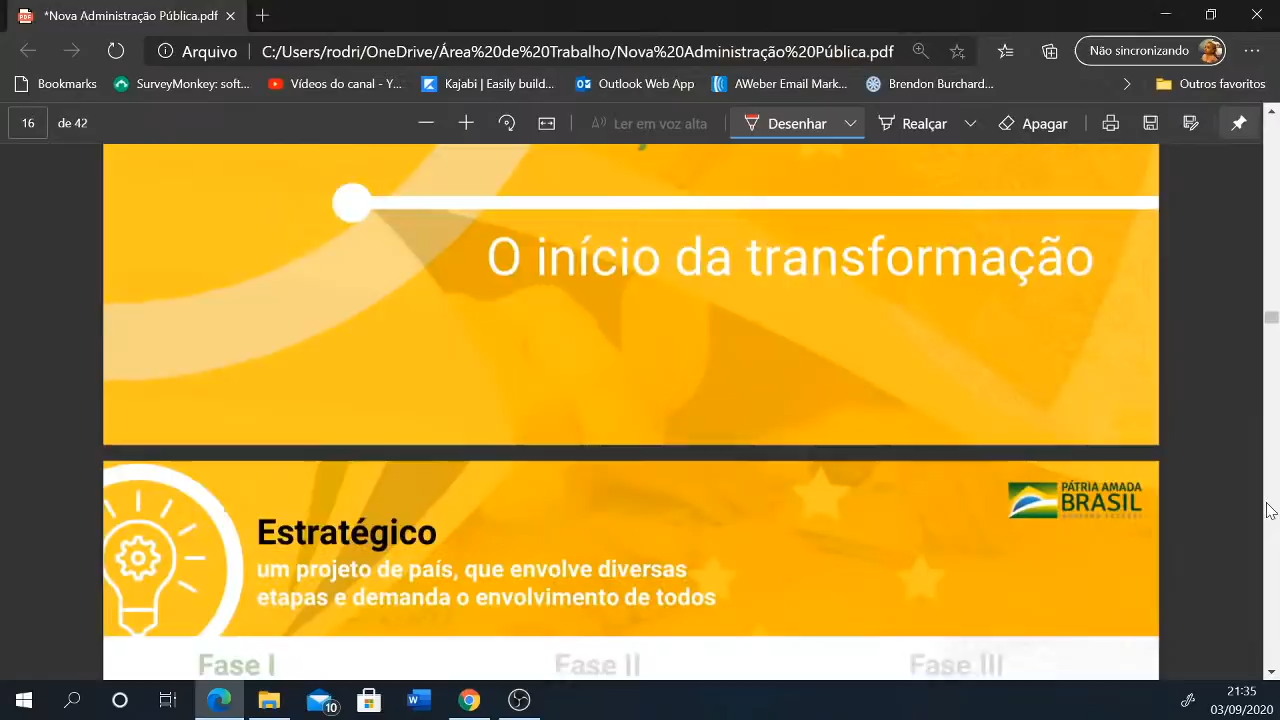 *Nova Administração Pública.pdf
Arquivo C:/Users/rodri/OneDrive/Área%20de%20Trabalho/Nova%20Administração%20Pública.pdf Não sincronizando
Bookmarks SurveyMonkey: soft... Vídeos do canal - Y... Kajabi | Easily build... Outlook Web App AWeber Email Mark... Brendon Burchard... Outros favoritos
16 de 42 Ler em voz alta Desenhar Realçar Apagar
O início da transformação
PÁTRIA AMADA
BRASIL
GOVERNO FEDERAL
Estratégico
um projeto de país, que envolve diversas
etapas e demanda o envolvimento de todos
Fase I Fase II Fase III
10
21:35
03/09/2020